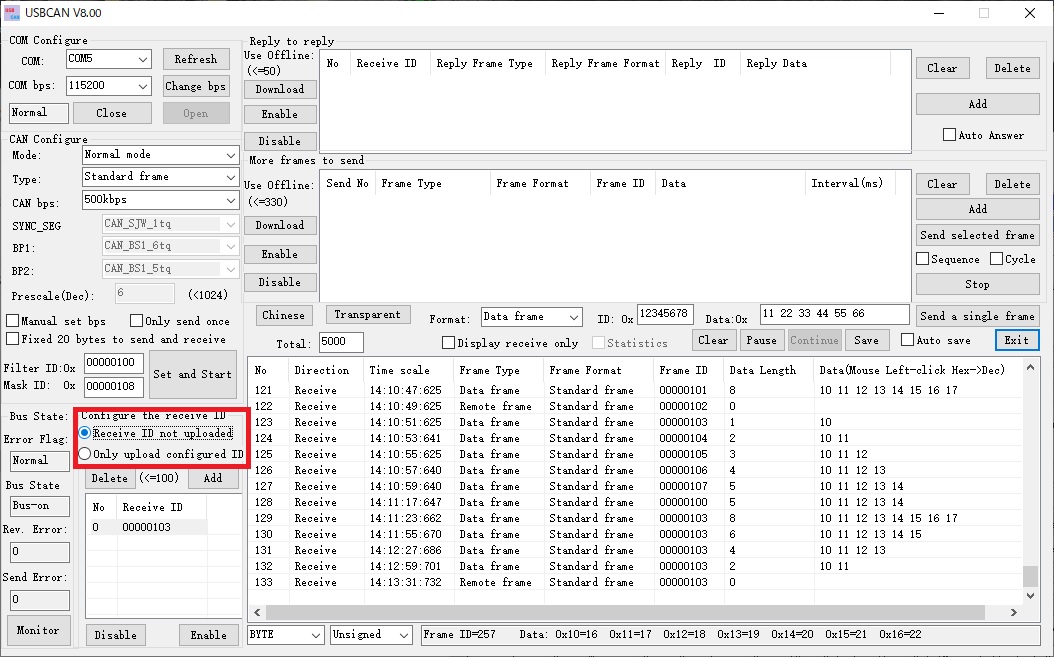 USBCAN V8.00
COM Configure
COM: COM5 Refresh
COM bps: 115200 Change bps
Normal Close Open
CAN Configure
Mode: Normal mode
Type: Standard frame
CAN bps: 500kbps
SYNC_SEG CAN_SJW_1tq
BP1: CAN_BS1_6tq
BP2: CAN_BS1_5tq
Prescale(Dec): 6 (<1024)
Manual set bps Only send once
Fixed 20 bytes to send and receive
Filter ID:0x 00000100
Mask ID: 0x 00000108
Set and Start
Bus State:
Error Flag:
Normal
Bus State
Bus-on
Rev. Error:
0
Send Error:
0
Monitor
Configure the receive ID
Receive ID not uploaded
Only upload configured ID
Delete (<=100) Add
No Receive ID
0 00000103
Disable Enable
Reply to reply
Use Offline:
(<=50)
Download
Enable
Disable
No Receive ID Reply Frame Type Reply Frame Format Reply ID Reply Data
Clear Delete
Add
Auto Answer
More frames to send
Use Offline:
(<=330)
Download
Enable
Disable
Send No Frame Type Frame Format Frame ID Data Interval(ms)
Clear Delete
Add
Send selected frame
Sequence Cycle
Stop
Chinese Transparent Format: Data frame ID: 0x 12345678 Data:0x 11 22 33 44 55 66 Send a single frame
Total: 5000 Display receive only Statistics Clear Pause Continue Save Auto save Exit
No Direction Time scale Frame Type Frame Format Frame ID Data Length Data(Mouse Left-click Hex->Dec)
121 Receive 14:10:47:625 Data frame Standard frame 00000101 8 10 11 12 13 14 15 16 17
122 Receive 14:10:49:625 Remote frame Standard frame 00000102 0
123 Receive 14:10:51:625 Data frame Standard frame 00000103 1 10
124 Receive 14:10:53:641 Data frame Standard frame 00000104 2 10 11
125 Receive 14:10:55:625 Data frame Standard frame 00000105 3 10 11 12
126 Receive 14:10:57:640 Data frame Standard frame 00000106 4 10 11 12 13
127 Receive 14:10:59:640 Data frame Standard frame 00000107 5 10 11 12 13 14
128 Receive 14:11:17:647 Data frame Standard frame 00000100 5 10 11 12 13 14
129 Receive 14:11:23:662 Data frame Standard frame 00000103 8 10 11 12 13 14 15 16 17
130 Receive 14:11:55:670 Data frame Standard frame 00000103 6 10 11 12 13 14 15
131 Receive 14:12:27:686 Data frame Standard frame 00000103 4 10 11 12 13
132 Receive 14:12:59:701 Data frame Standard frame 00000103 2 10 11
133 Receive 14:13:31:732 Remote frame Standard frame 00000103 0
BYTE Unsigned Frame ID=257 Data: 0x10=16 0x11=17 0x12=18 0x13=19 0x14=20 0x15=21 0x16=22